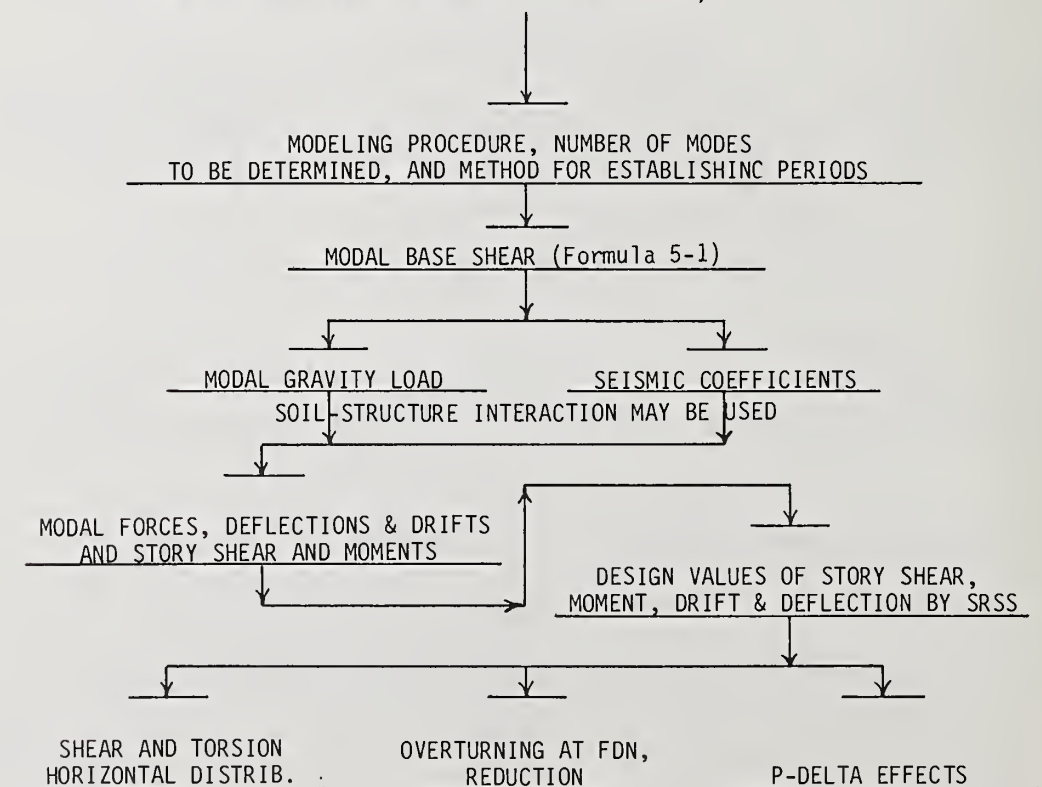 MODELING PROCEDURE, NUMBER OF MODES
TO BE DETERMINED, AND METHOD FOR ESTABLISHINC PERIODS
MODAL BASE SHEAR (Formula 5-1)
MODAL GRAVITY LOAD
SEISMIC COEFFICIENTS
SOIL-STRUCTURE INTERACTION MAY BE USED
MODAL FORCES, DEFLECTIONS & DRIFTS
AND STORY SHEAR AND MOMENTS
DESIGN VALUES OF STORY SHEAR,
MOMENT, DRIFT & DEFLECTION BY SRSS
SHEAR AND TORSION
HORIZONTAL DISTRIB.
OVERTURNING AT FDN,
REDUCTION
P-DELTA EFFECTS